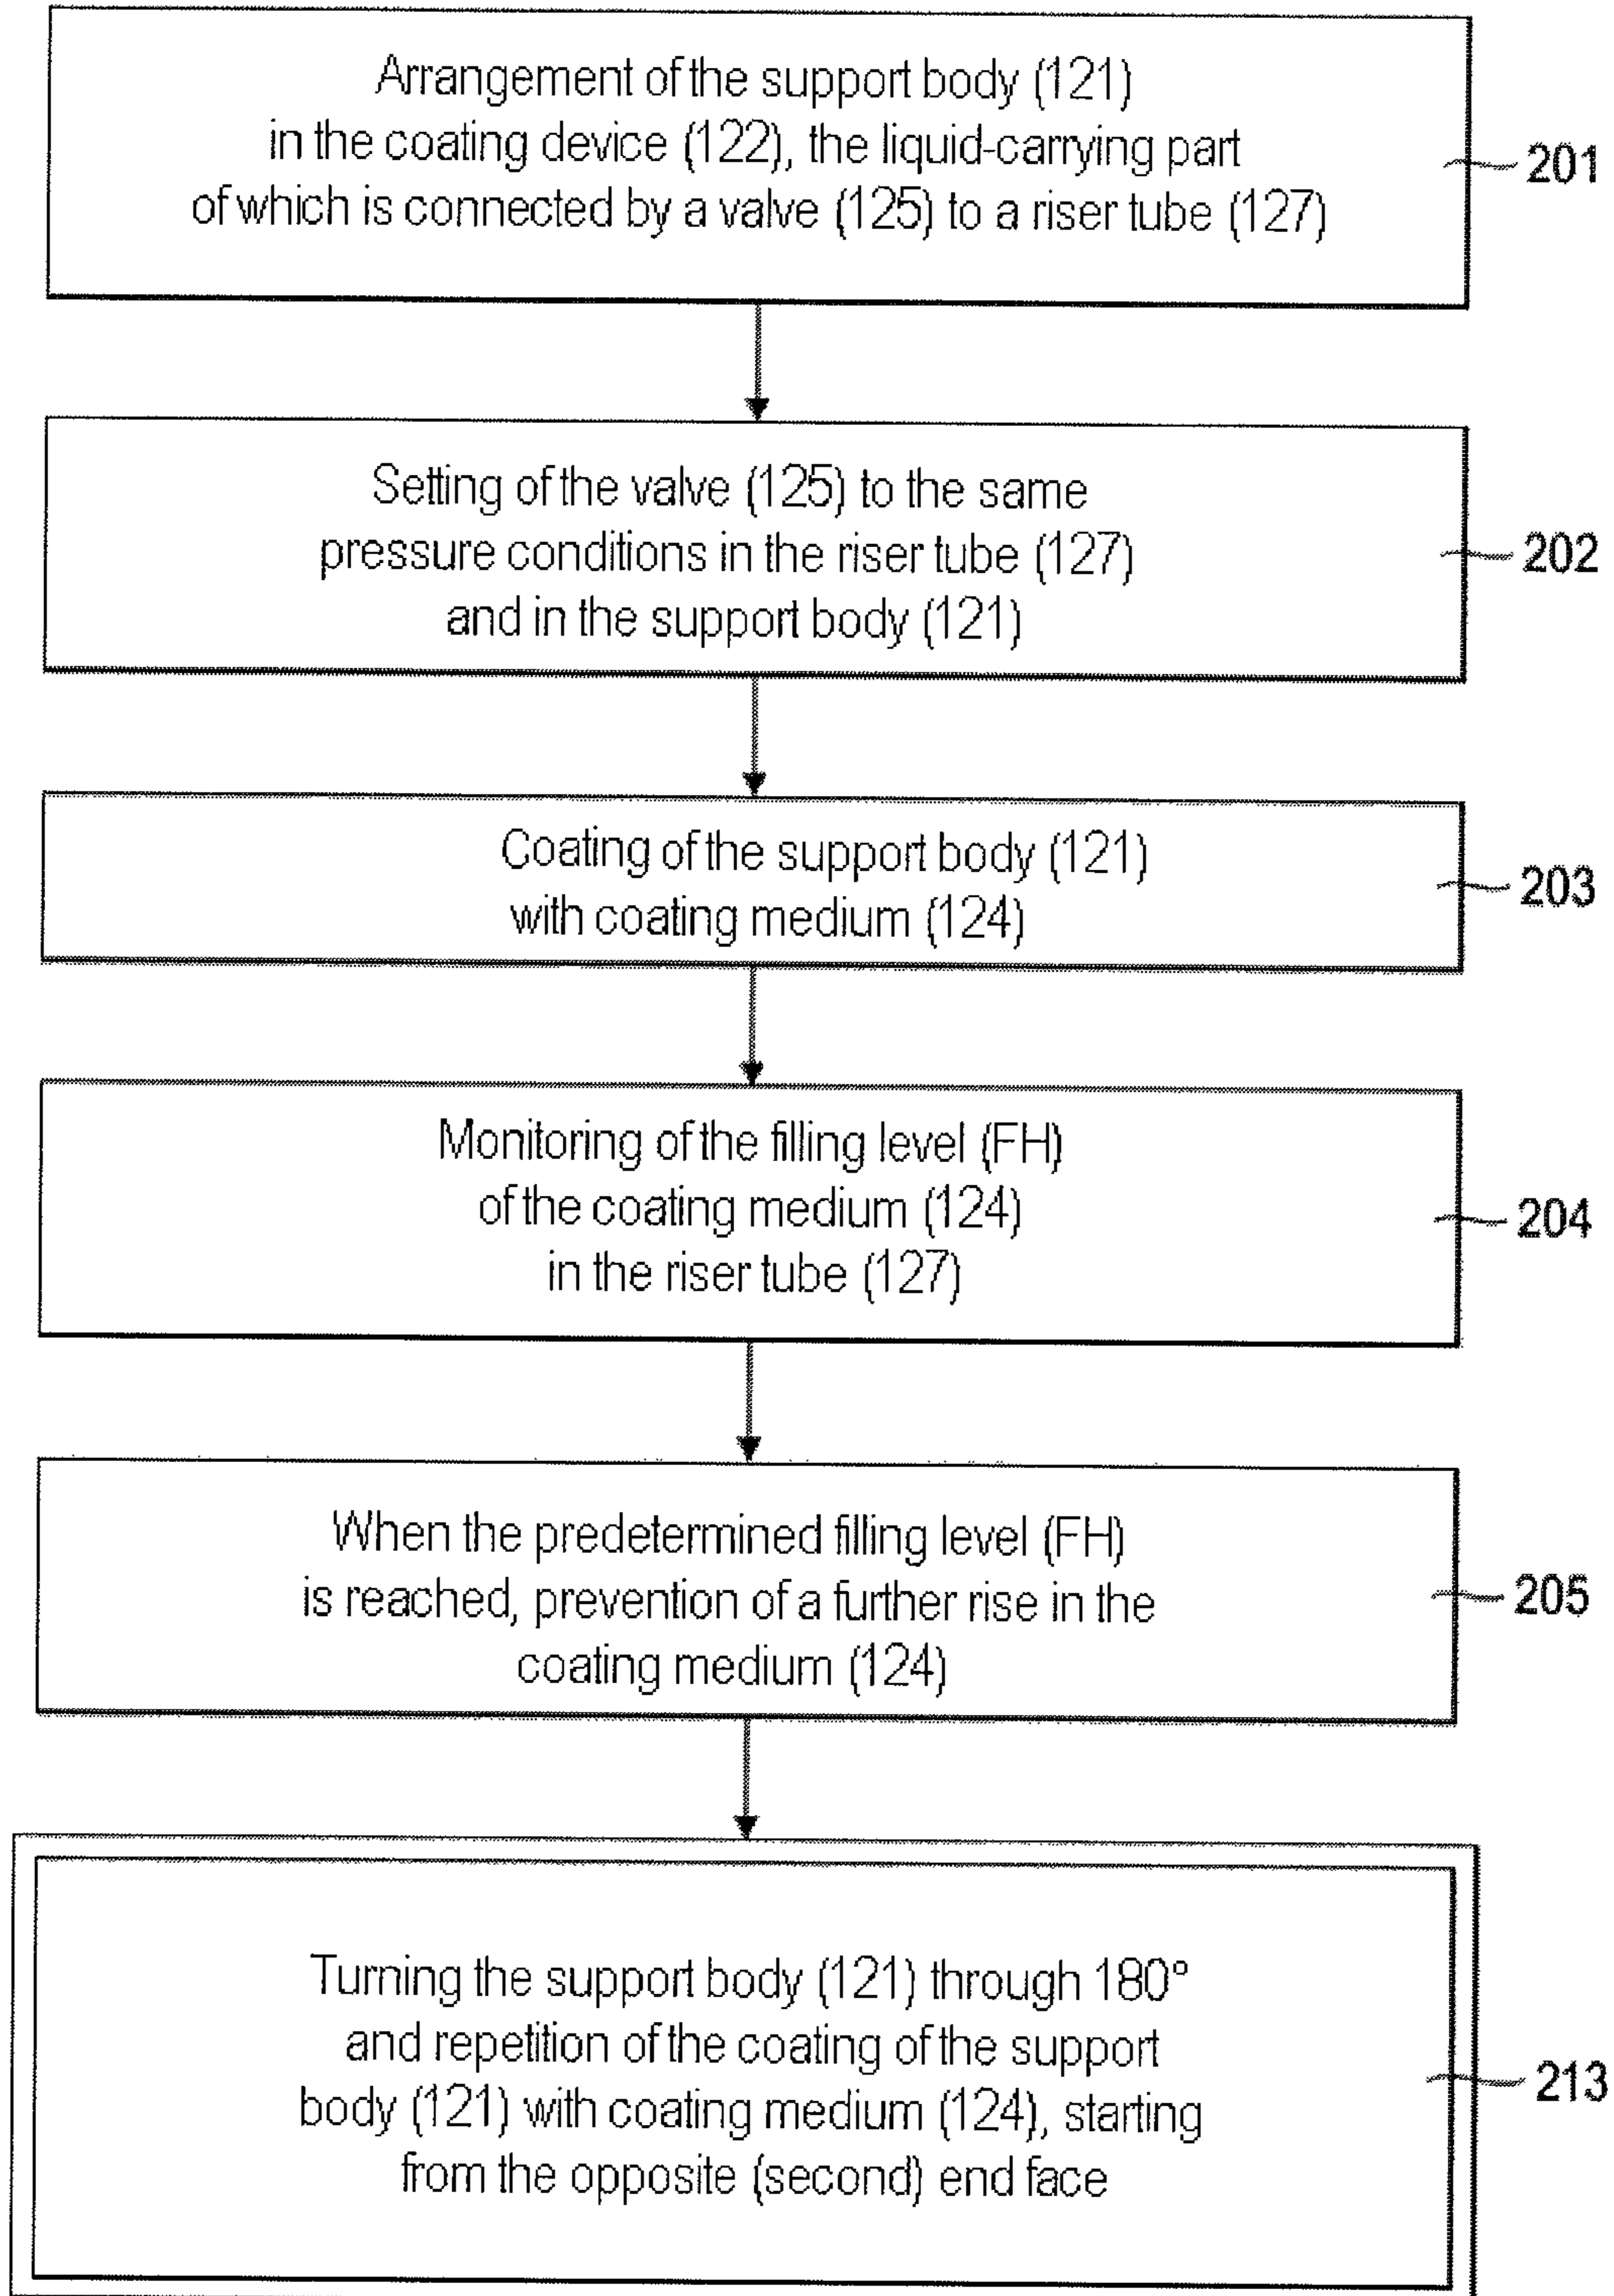 Arrangement of the support body (121)
in the coating device (122), the liquid-carrying part
of which is connected by a valve (125) to a riser tube (127)
201
Setting of the valve (125) to the same
pressure conditions in the riser tube (127)
and in the support body (121)
202
Coating of the support body (121)
with coating medium (124)
203
Monitoring of the filling level (FH)
of the coating medium (124)
in the riser tube (127)
204
When the predetermined filling level (FH)
is reached, prevention of a further rise in the
coating medium (124)
205
Turning the support body (121) through 180°
and repetition of the coating of the support
body (121) with coating medium (124), starting
from the opposite (second) end face
213